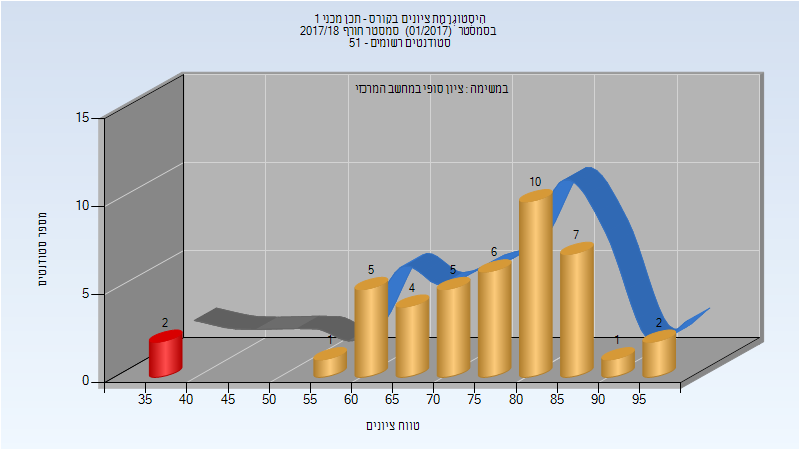 היסטוגרמת ציונים בקורס - תכן מכני 1
בסמסטר (01/2017) סמסטר חורף 2017/18
סטודנטים רשומים - 51
במשימה : ציון סופי במחשב המרכזי
מספר סטודנטים
15
10
5
0
2
1
5
4
5
6
10
7
1
2
35 40 45 50 55 60 65 70 75 80 85 90 95
טווח ציונים